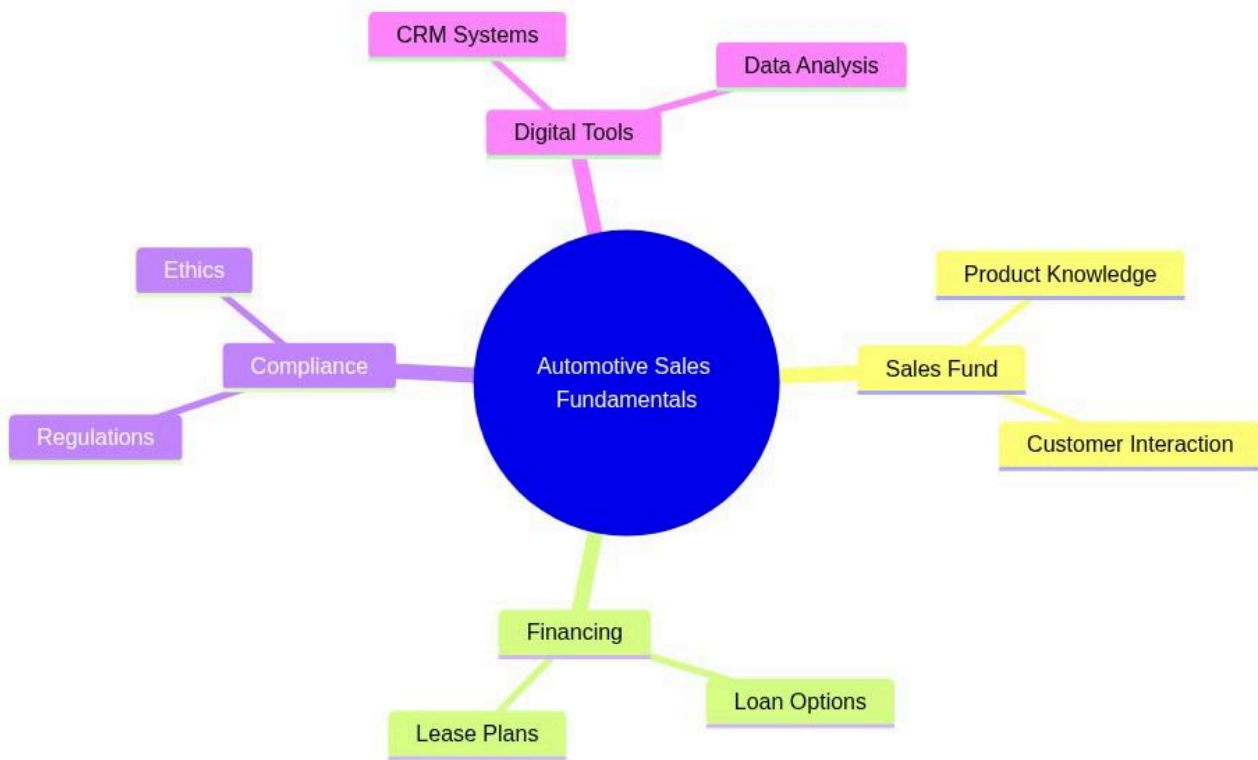 CRM Systems
Data Analysis
Digital Tools
Ethics
Product Knowledge
Compliance
Automotive Sales
Fundamentals
Sales Fund
Regulations
Customer Interaction
Financing
Loan Options
Lease Plans